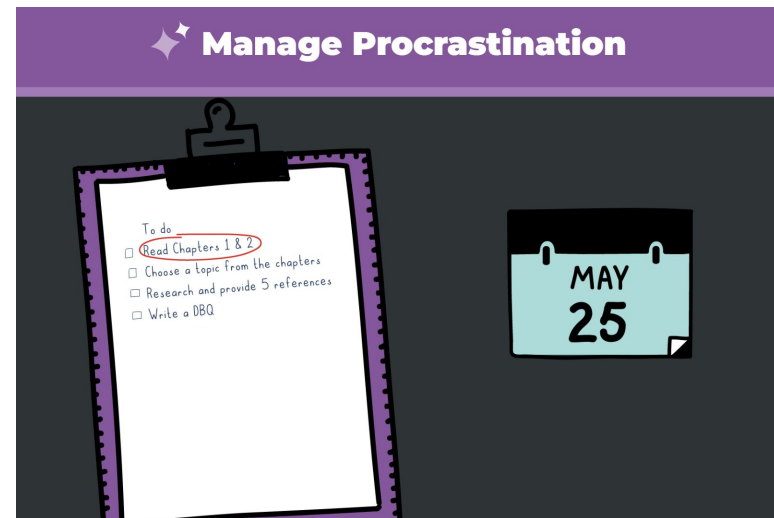 Manage Procrastination
To do
Read Chapters 1 & 2
Choose a topic from the chapters
Research and provide 5 references
Write a DBQ
MAY
25